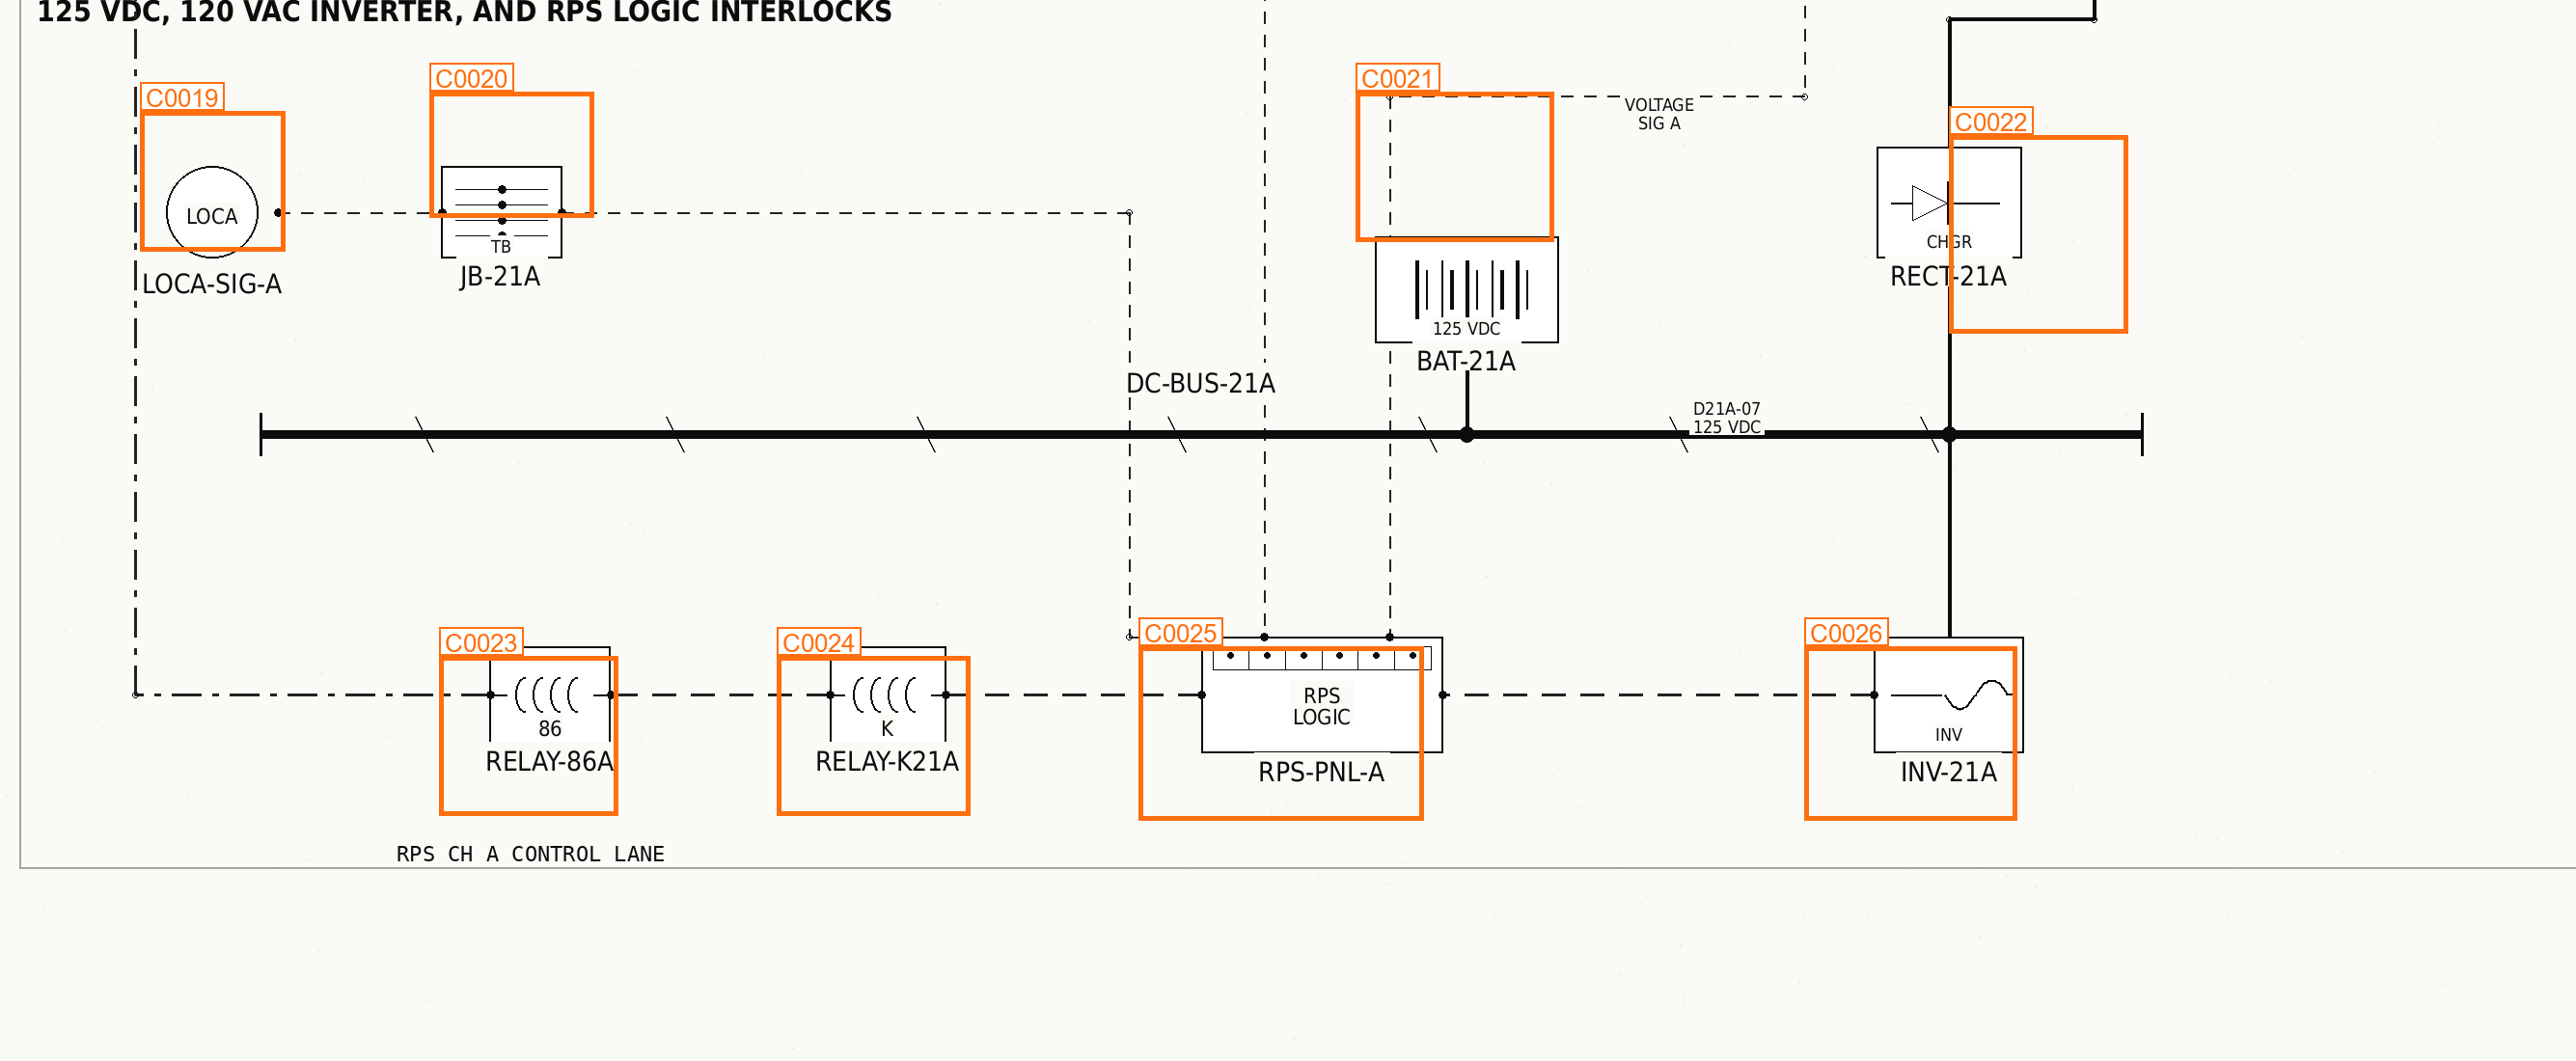 125 VDC, 120 VAC INVERTER, AND RPS LOGIC INTERLOCKS
C0019
C0020
C0021
C0022
VOLTAGE
SIG A
LOCA
LOCA-SIG-A
TB
JB-21A
125 VDC
BAT-21A
CHGR
RECT-21A
DC-BUS-21A
D21A-07
125 VDC
C0023
C0024
C0025
C0026
86
RELAY-86A
K
RELAY-K21A
RPS
LOGIC
RPS-PNL-A
INV
INV-21A
RPS CH A CONTROL LANE